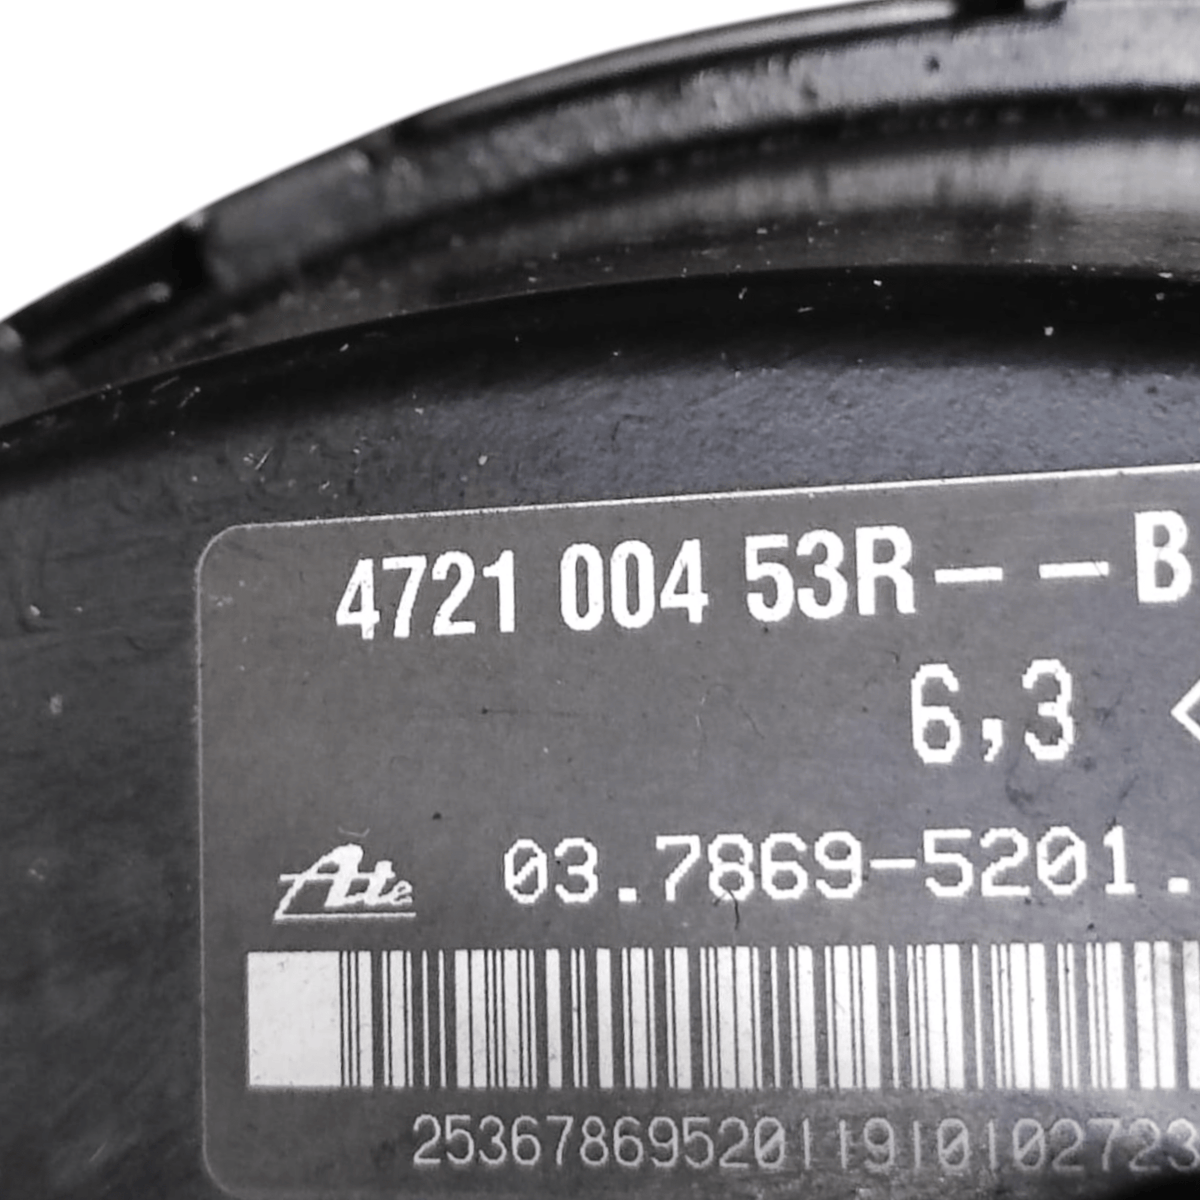 4721 004 53R--B
6,3
Ate 03.7869-5201.
2536786952011910102723